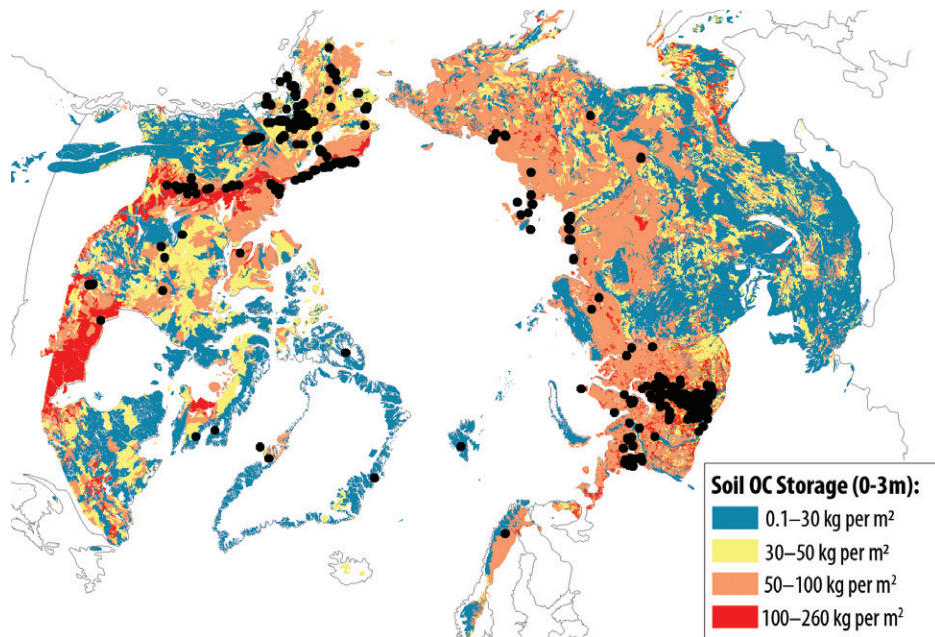 Soil OC Storage (0-3m):
0.1–30 kg per m²
30–50 kg per m²
50–100 kg per m²
100–260 kg per m²